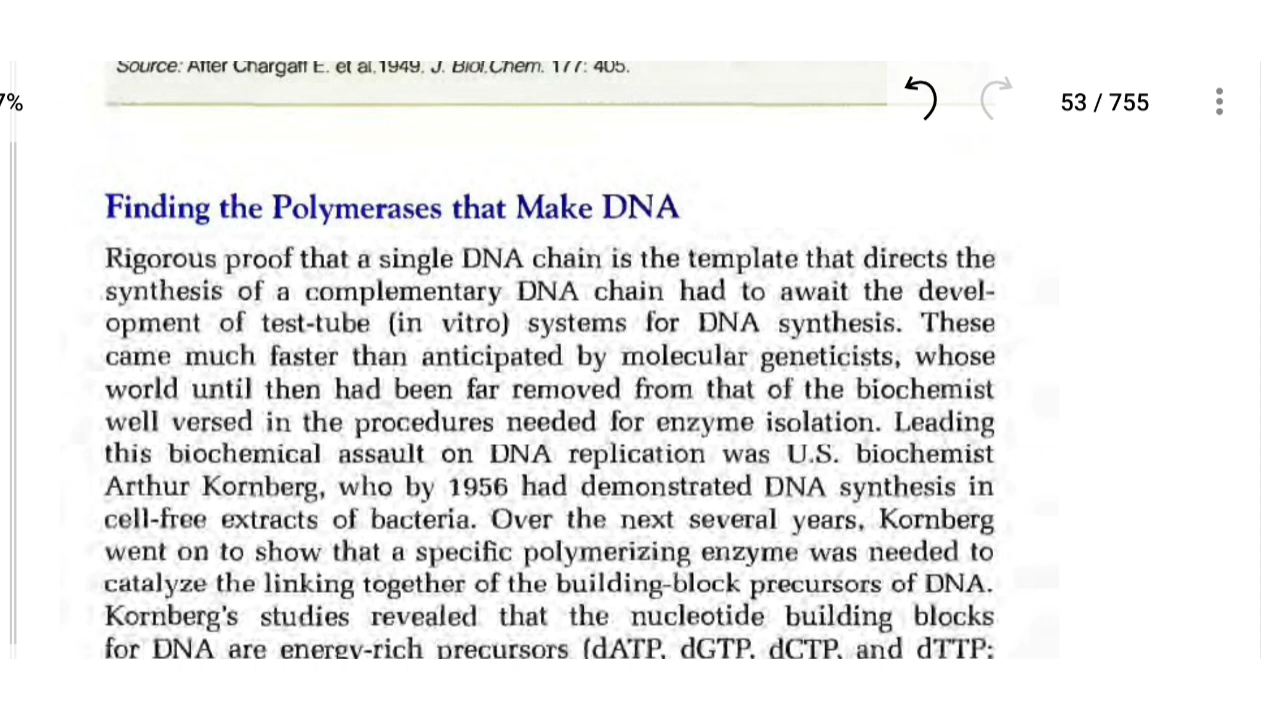 Source: After Chargaff E. et al. 1949. J. Biol. Chem. 177: 405.
7%
53 / 755
Finding the Polymerases that Make DNA
Rigorous proof that a single DNA chain is the template that directs the
synthesis of a complementary DNA chain had to await the devel-
opment of test-tube (in vitro) systems for DNA synthesis. These
came much faster than anticipated by molecular geneticists, whose
world until then had been far removed from that of the biochemist
well versed in the procedures needed for enzyme isolation. Leading
this biochemical assault on DNA replication was U.S. biochemist
Arthur Kornberg, who by 1956 had demonstrated DNA synthesis in
cell-free extracts of bacteria. Over the next several years, Kornberg
went on to show that a specific polymerizing enzyme was needed to
catalyze the linking together of the building-block precursors of DNA.
Kornberg's studies revealed that the nucleotide building blocks
for DNA are energy-rich precursors (dATP, dGTP, dCTP, and dTTP;